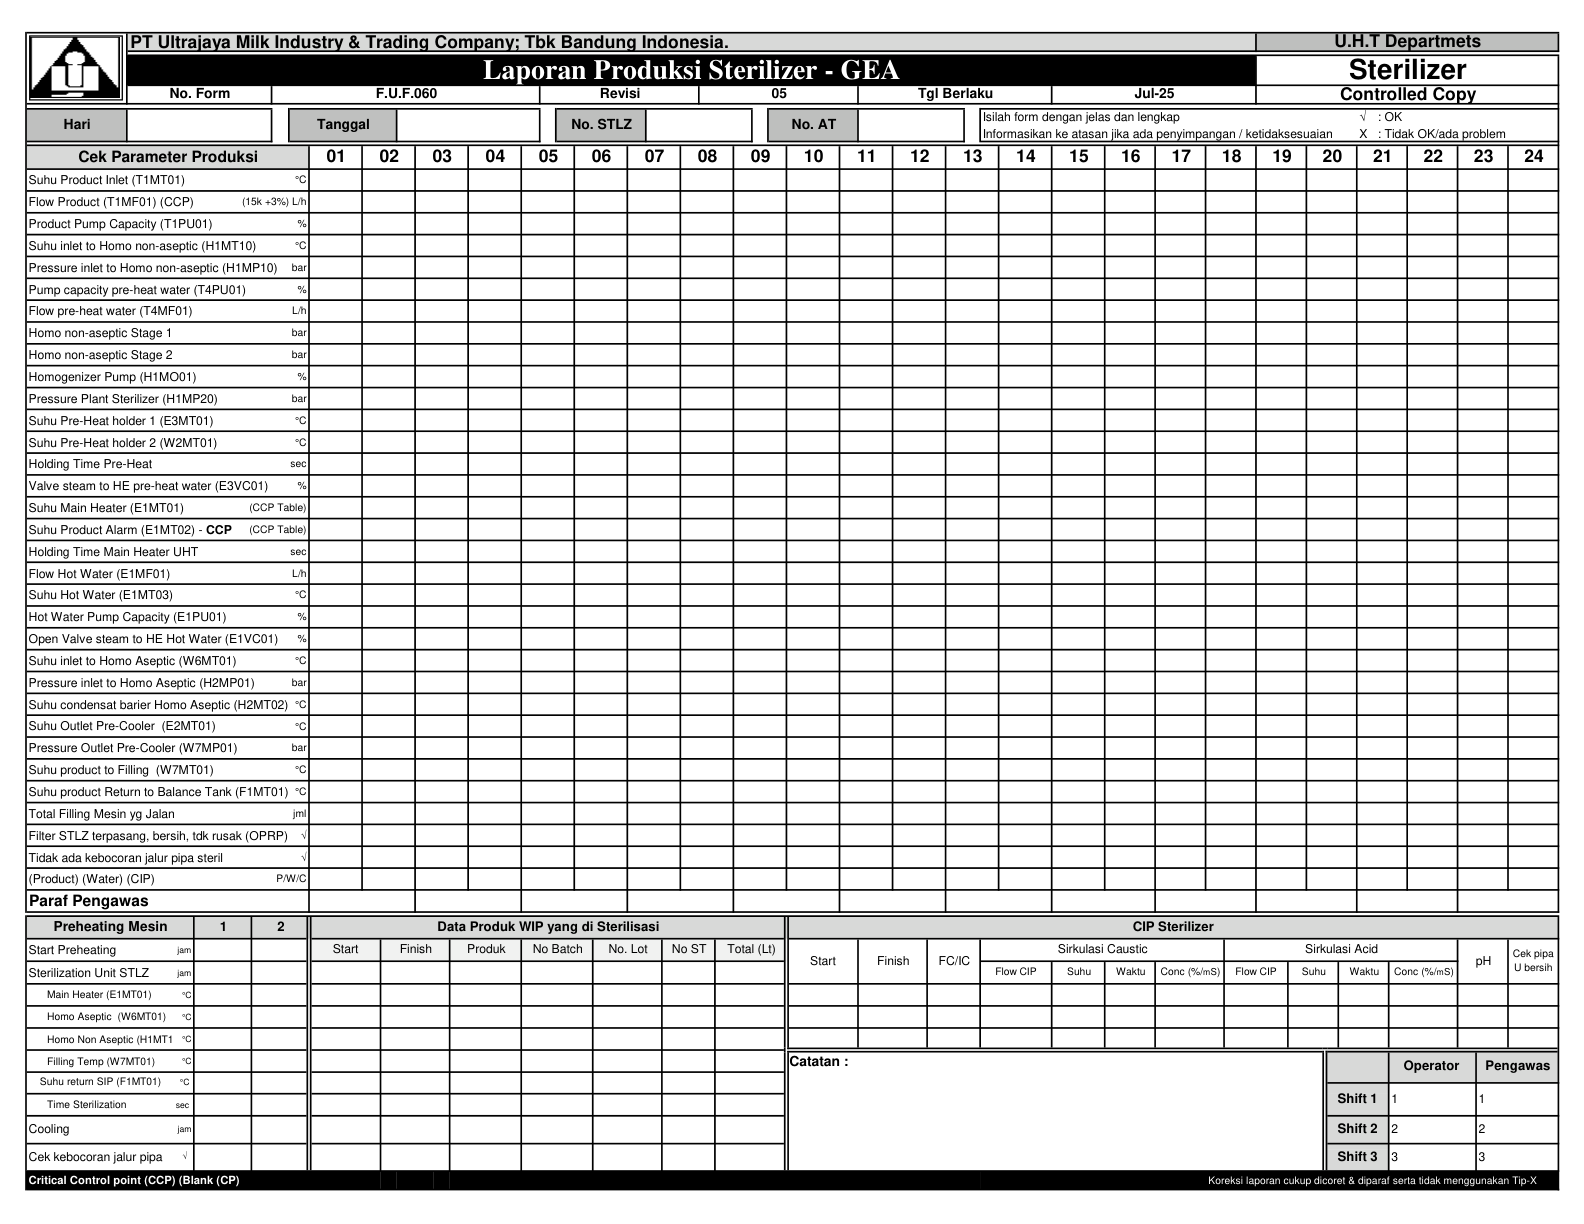 PT Ultrajaya Milk Industry & Trading Company; Tbk Bandung Indonesia. U.H.T Departmets
Laporan Produksi Sterilizer - GEA Sterilizer
No. Form F.U.F.060 Revisi 05 Tgl Berlaku Jul-25 Controlled Copy
Hari Tanggal No. STLZ No. AT
Isilah form dengan jelas dan lengkap √ : OK
Informasikan ke atasan jika ada penyimpangan / ketidaksesuaian X : Tidak OK/ada problem
Cek Parameter Produksi 01 02 03 04 05 06 07 08 09 10 11 12 13 14 15 16 17 18 19 20 21 22 23 24
Suhu Product Inlet (T1MT01) °C
Flow Product (T1MF01) (CCP) (15k +3%) L/h
Product Pump Capacity (T1PU01) %
Suhu inlet to Homo non-aseptic (H1MT10) °C
Pressure inlet to Homo non-aseptic (H1MP10) bar
Pump capacity pre-heat water (T4PU01) %
Flow pre-heat water (T4MF01) L/h
Homo non-aseptic Stage 1 bar
Homo non-aseptic Stage 2 bar
Homogenizer Pump (H1MO01) %
Pressure Plant Sterilizer (H1MP20) bar
Suhu Pre-Heat holder 1 (E3MT01) °C
Suhu Pre-Heat holder 2 (W2MT01) °C
Holding Time Pre-Heat sec
Valve steam to HE pre-heat water (E3VC01) %
Suhu Main Heater (E1MT01) (CCP Table)
Suhu Product Alarm (E1MT02) - CCP (CCP Table)
Holding Time Main Heater UHT sec
Flow Hot Water (E1MF01) L/h
Suhu Hot Water (E1MT03) °C
Hot Water Pump Capacity (E1PU01) %
Open Valve steam to HE Hot Water (E1VC01) %
Suhu inlet to Homo Aseptic (W6MT01) °C
Pressure inlet to Homo Aseptic (H2MP01) bar
Suhu condensat barier Homo Aseptic (H2MT02) °C
Suhu Outlet Pre-Cooler (E2MT01) °C
Pressure Outlet Pre-Cooler (W7MP01) bar
Suhu product to Filling (W7MT01) °C
Suhu product Return to Balance Tank (F1MT01) °C
Total Filling Mesin yg Jalan jml
Filter STLZ terpasang, bersih, tdk rusak (OPRP) √
Tidak ada kebocoran jalur pipa steril √
(Product) (Water) (CIP) P/W/C
Paraf Pengawas
Preheating Mesin 1 2
Start Preheating jam
Sterilization Unit STLZ jam
Main Heater (E1MT01) °C
Homo Aseptic (W6MT01) °C
Homo Non Aseptic (H1MT1 °C
Filling Temp (W7MT01) °C
Suhu return SIP (F1MT01) °C
Time Sterilization sec
Cooling jam
Cek kebocoran jalur pipa √
Data Produk WIP yang di Sterilisasi
Start Finish Produk No Batch No. Lot No ST Total (Lt)
CIP Sterilizer
Start Finish FC/IC Sirkulasi Caustic Sirkulasi Acid pH Cek pipa
U bersih
Flow CIP Suhu Waktu Conc (%/mS) Flow CIP Suhu Waktu Conc (%/mS)
Catatan :
Operator Pengawas
Shift 1 1 1
Shift 2 2 2
Shift 3 3 3
Critical Control point (CCP) (Blank (CP) Koreksi laporan cukup dicoret & diparaf serta tidak menggunakan Tip-X